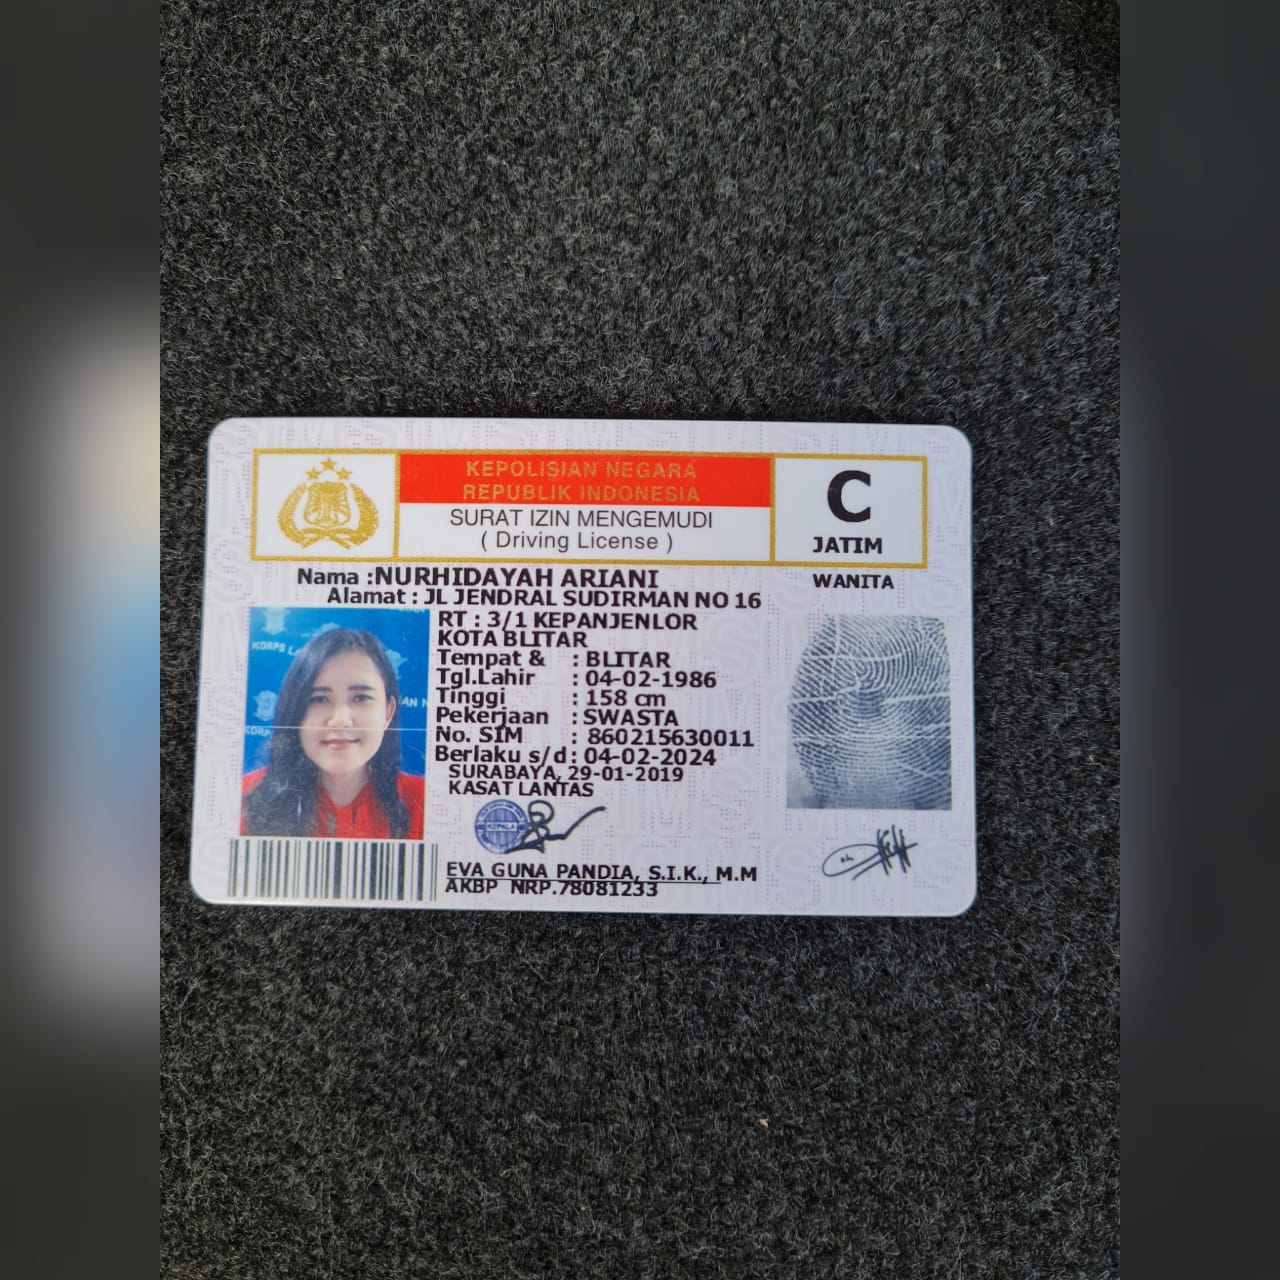 KEPOLISIAN NEGARA
REPUBLIK INDONESIA
SURAT IZIN MENGEMUDI
( Driving License )
C
JATIM
WANITA
Nama :NURHIDAYAH ARIANI
Alamat : JL JENDRAL SUDIRMAN NO 16
RT : 3/1 KEPANJENLOR
KOTA BLITAR
Tempat & : BLITAR
Tgl.Lahir : 04-02-1986
Tinggi : 158 cm
Pekerjaan : SWASTA
No. SIM : 860215630011
Berlaku s/d : 04-02-2024
SURABAYA, 29-01-2019
KASAT LANTAS
EVA GUNA PANDIA, S.I.K., M.M
AKBP NRP.78081233
KORPS